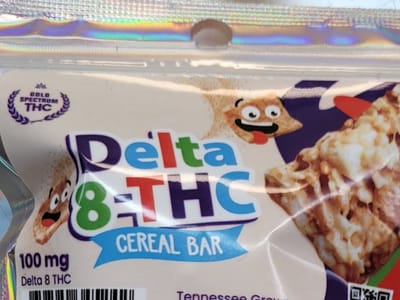 GOLD
SPECTRUM
THC
Delta
8-THC
CEREAL BAR
100 mg
Delta 8 THC
Tennessee